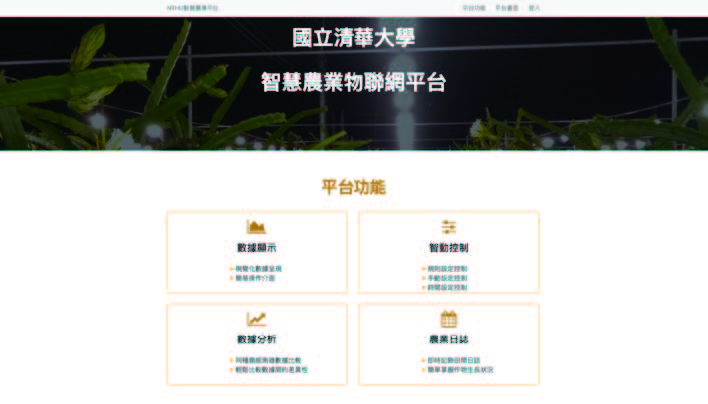 NTHU智慧農業平台
平台功能 平台畫面 登入
國立清華大學
智慧農業物聯網平台
平台功能
數據顯示
視覺化數據呈現
簡易操作介面
智動控制
規則設定控制
手動設定控制
時間設定控制
數據分析
同種類感測器數據比較
輕鬆比較數據間的差異性
農業日誌
即時記錄田間日誌
簡單掌握作物生長狀況